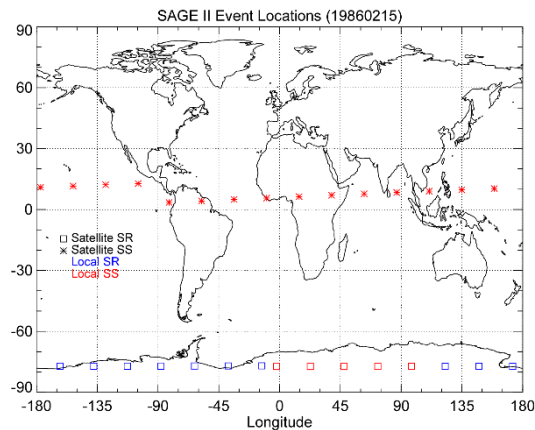 SAGE II Event Locations (19860215)
90
60
30
0
-30
-60
-90
Satellite SR
Satellite SS
Local SR
Local SS
-180 -135 -90 -45 0 45 90 135 180
Longitude